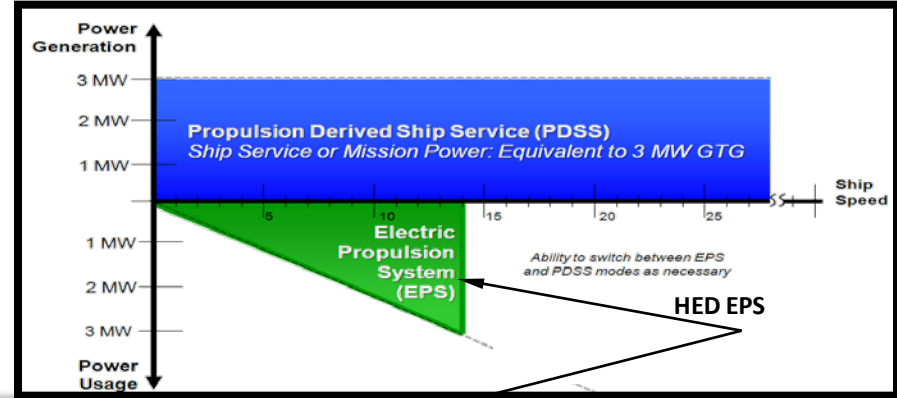 Power
Generation
3 MW
2 MW
Propulsion Derived Ship Service (PDSS)
Ship Service or Mission Power: Equivalent to 3 MW GTG
1 MW
Ship
Speed
5
10
15
20
25
Electric
Propulsion
System
(EPS)
1 MW
2 MW
3 MW
Ability to switch between EPS
and PDSS modes as necessary
HED EPS
Power
Usage